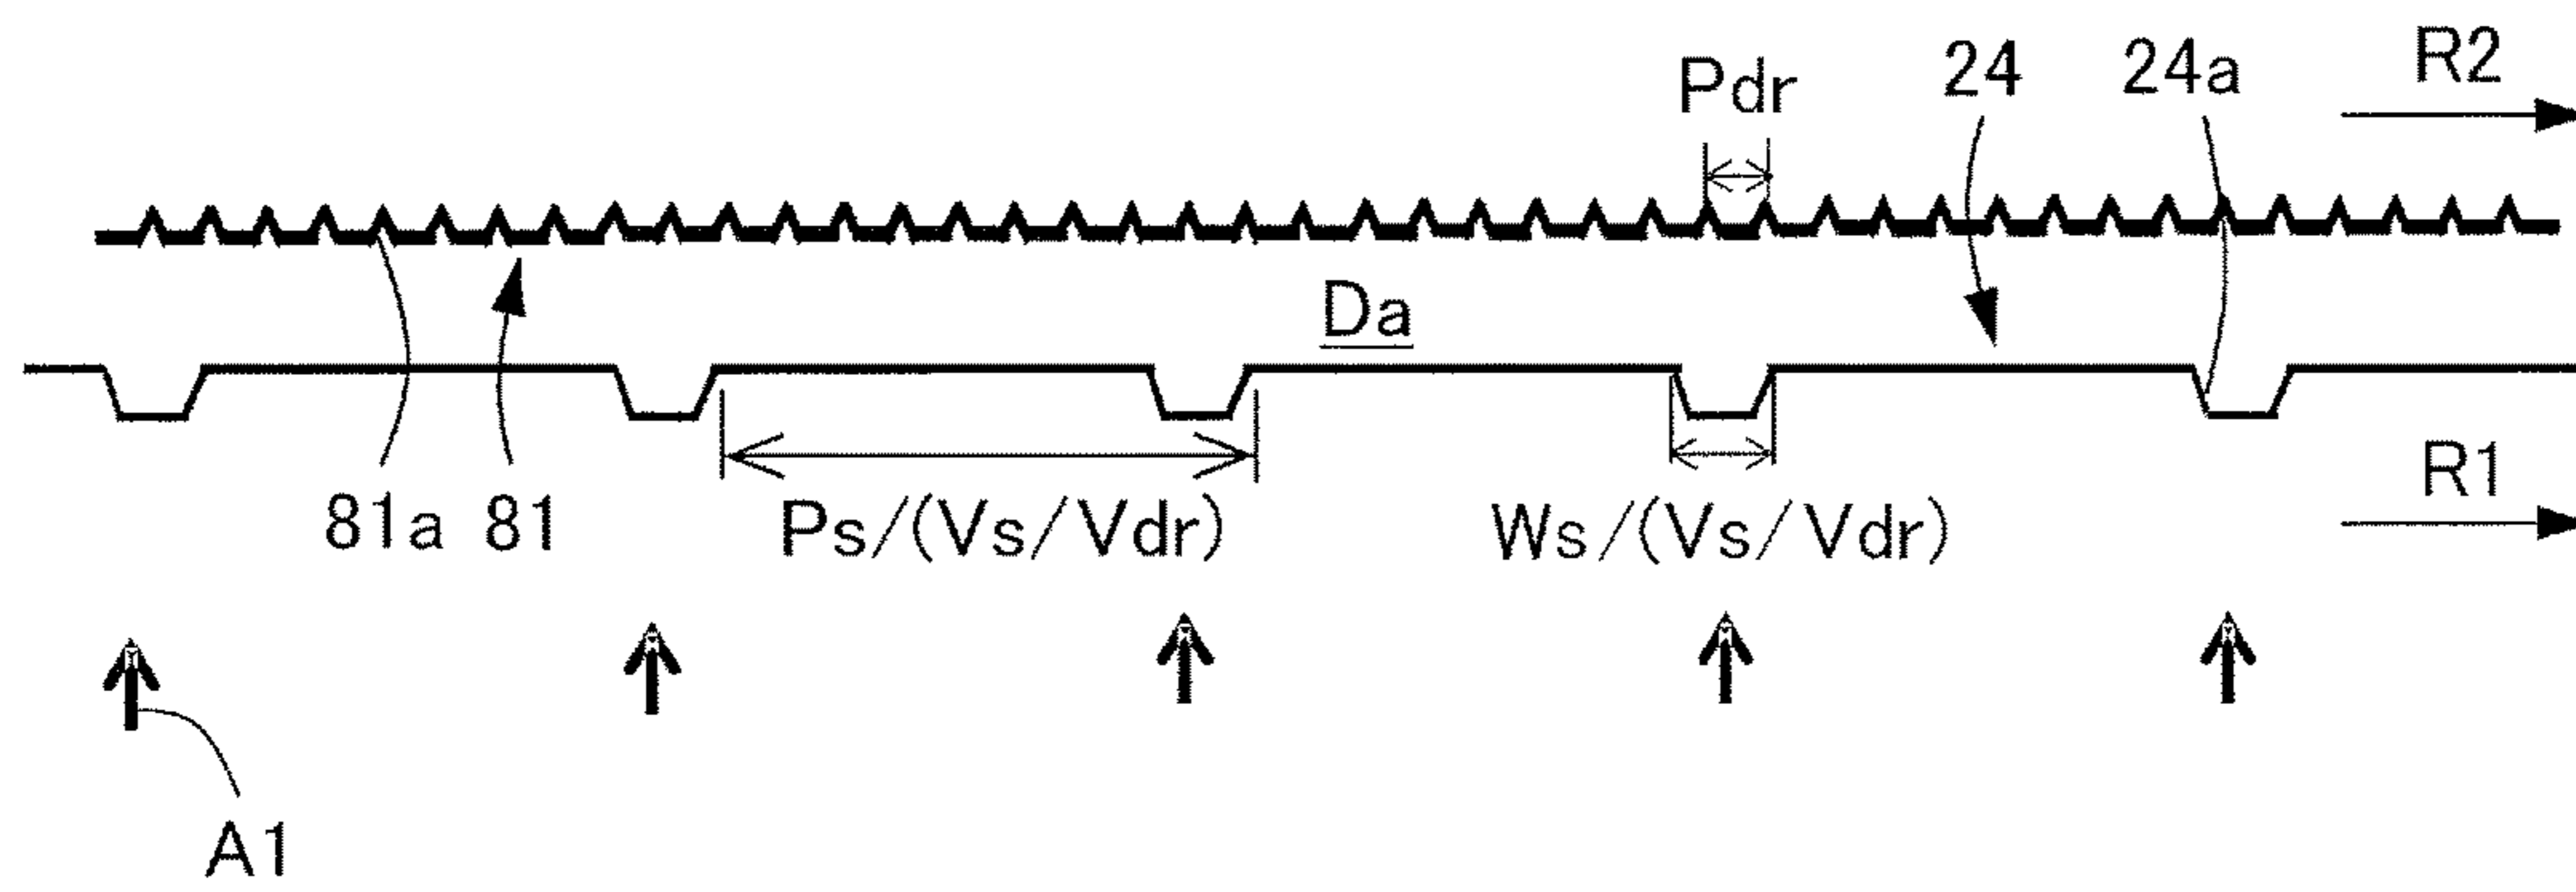 R2
Pdr
24
24a
Da
81a
81
Ps/(Vs/Vdr)
Ws/(Vs/Vdr)
R1
A1